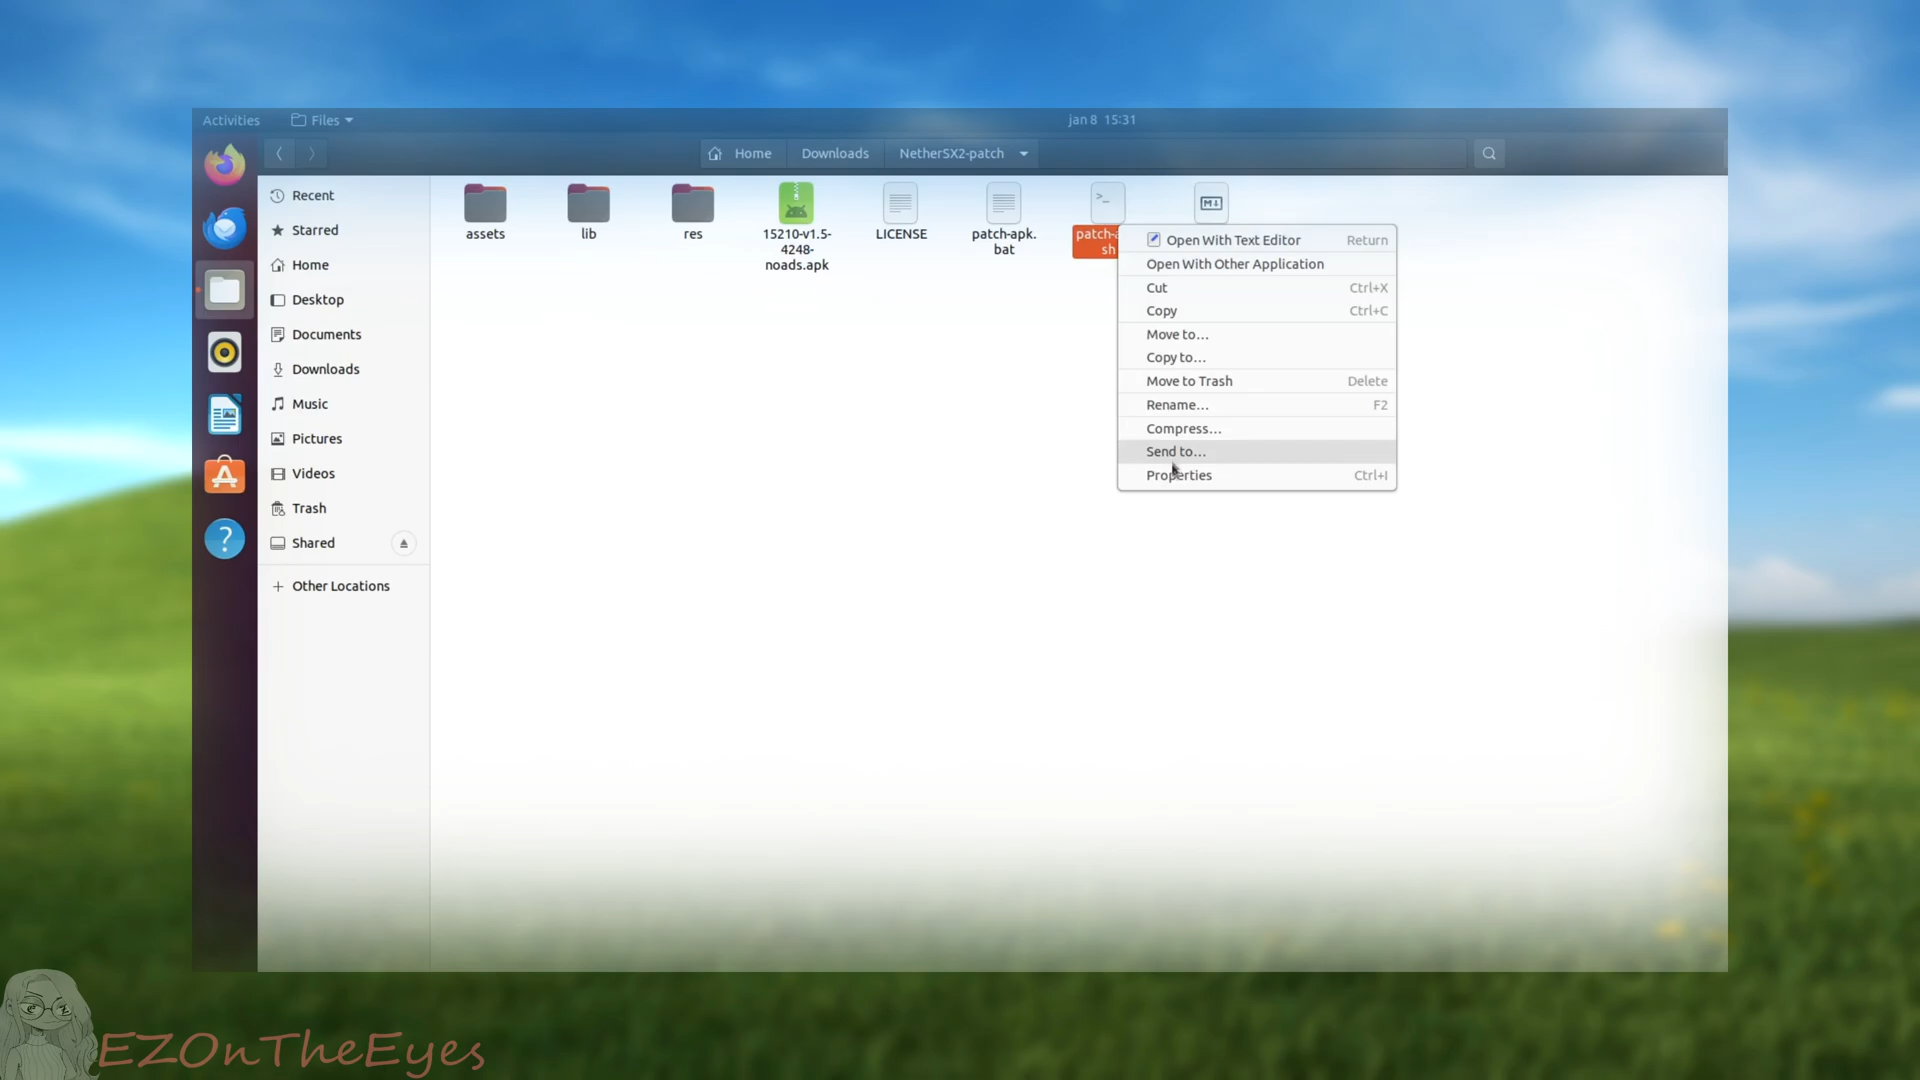 Activities
Files
jan 8 15:31
Home
Downloads
NetherSX2-patch
Recent
Starred
Home
Desktop
Documents
Downloads
Music
Pictures
Videos
Trash
Shared
Other Locations
assets
lib
res
15210-v1.5-
4248-
noads.apk
LICENSE
patch-apk.
bat
patch-a
sh
Open With Text Editor Return
Open With Other Application
Cut Ctrl+X
Copy Ctrl+C
Move to…
Copy to…
Move to Trash Delete
Rename… F2
Compress…
Send to…
Properties Ctrl+I
EZOnTheEyes